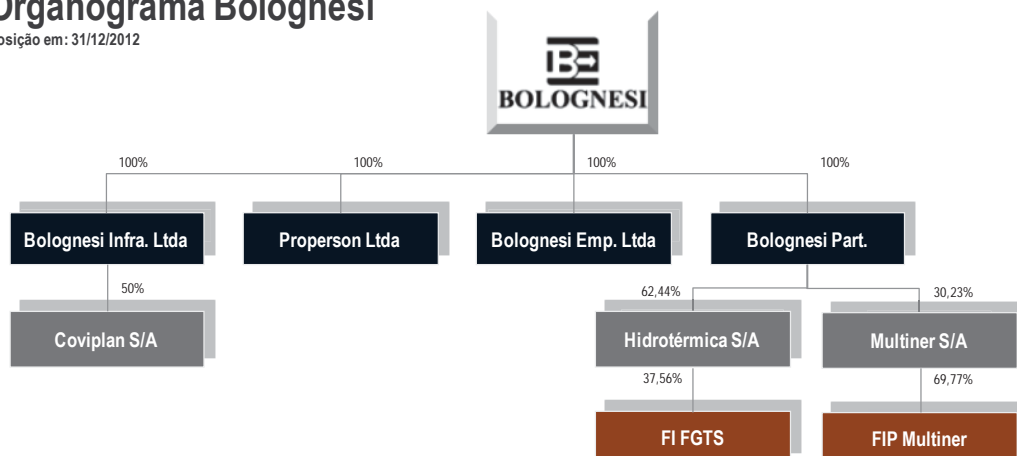 Organograma Bolognesi
osição em: 31/12/2012
BOLOGNESI
100%
100%
100%
100%
Bolognesi Infra. Ltda
Properson Ltda
Bolognesi Emp. Ltda
Bolognesi Part.
50%
62,44%
30,23%
Coviplan S/A
Hidrotérmica S/A
Multiner S/A
37,56%
69,77%
FI FGTS
FIP Multiner